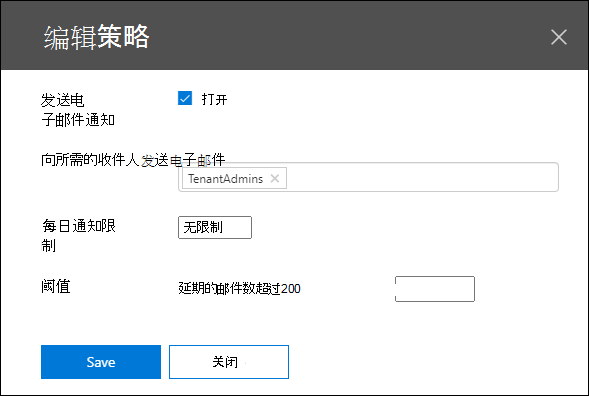 编辑策略
发送电
子邮件通知
打开
向所需的收件人发送电子邮件
TenantAdmins
每日通知限
制
无限制
阈值
延期的邮件数超过200
Save
关闭